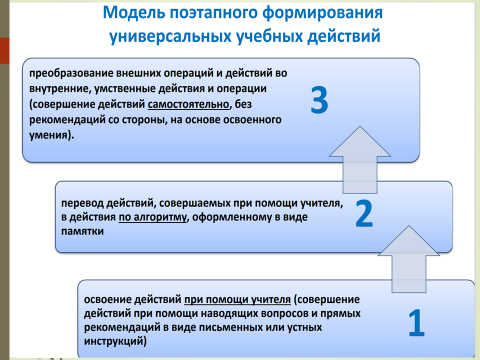 Модель поэтапного формирования
универсальных учебных действий
преобразование внешних операций и действий во
внутренние, умственные действия и операции
(совершение действий самостоятельно, без
рекомендаций со стороны, на основе освоенного
умения).
3
перевод действий, совершаемых при помощи учителя,
в действия по алгоритму, оформленному в виде
памятки
2
освоение действий при помощи учителя (совершение
действий при помощи наводящих вопросов и прямых
рекомендаций в виде письменных или устных
инструкций)
1